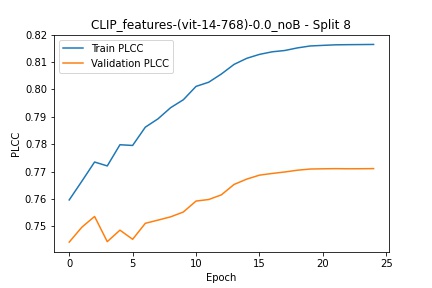 CLIP_features-(vit-14-768)-0.0_noB - Split 8
Train PLCC
Validation PLCC
PLCC
0.82
0.81
0.80
0.79
0.78
0.77
0.76
0.75
0 5 10 15 20 25
Epoch